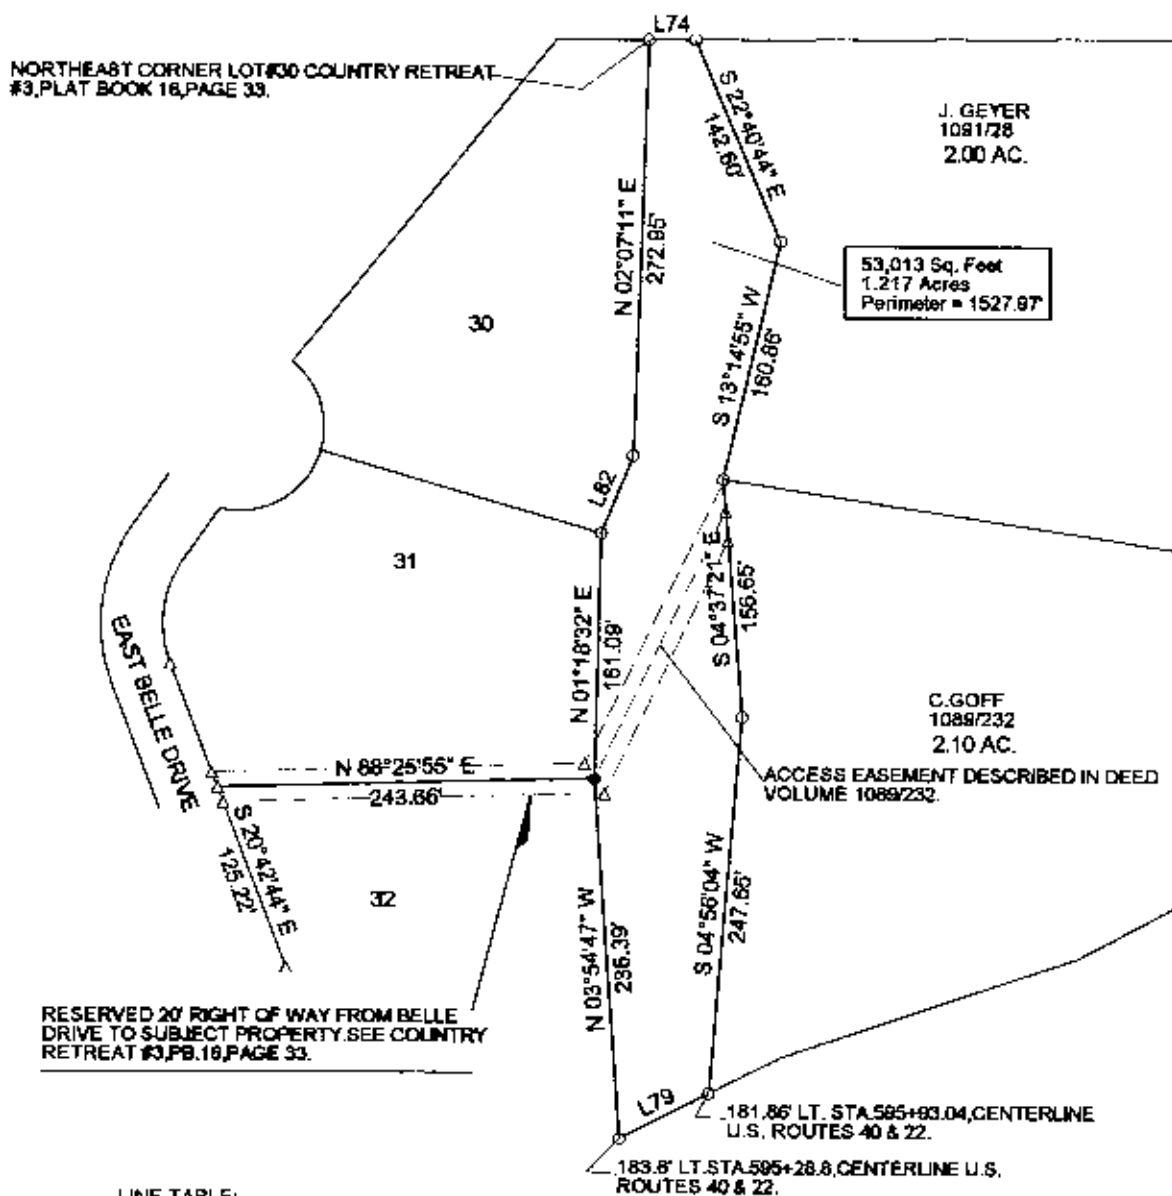 L74
NORTHEAST CORNER LOT#30 COUNTRY RETREAT
#3,PLAT BOOK 16,PAGE 33.
S 22°40'44" E
142.60'
J. GEYER
1091/28
2.00 AC.
N 02°07'11" E
272.95'
53,013 Sq. Feet
1.217 Acres
Perimeter = 1527.97'
30
S 13°14'55" W
160.86'
L82
31
N 01°18'32" E
161.09'
S 04°37'21" E
156.65'
EAST BELLE DRIVE
C.GOFF
1089/232
2.10 AC.
N 88°25'55" E
243.66'
ACCESS EASEMENT DESCRIBED IN DEED
VOLUME 1089/232.
S 20°42'44" E
125.22'
32
N 03°54'47" W
236.39'
S 04°56'04" W
247.65'
RESERVED 20' RIGHT OF WAY FROM BELLE
DRIVE TO SUBJECT PROPERTY.SEE COUNTRY
RETREAT #3,PB.16,PAGE 33.
L79
181.86' LT. STA.595+93.04,CENTERLINE
U.S. ROUTES 40 & 22.
183.8' LT.STA.595+28.8,CENTERLINE U.S.
ROUTES 40 & 22.
LINE TABLE: